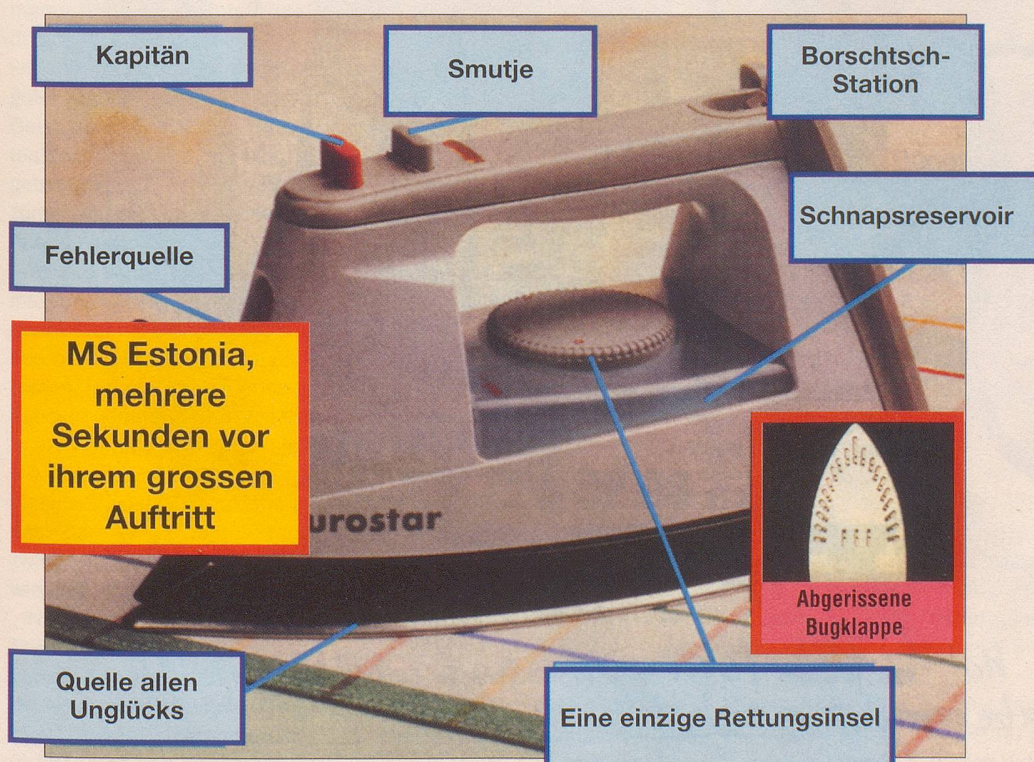 Kapitän
Smutje
Borschtsch-
Station
Schnapsreservoir
Fehlerquelle
MS Estonia,
mehrere
Sekunden vor
ihrem grossen
Auftritt
urostar
Abgerissene
Bugklappe
Quelle allen
Unglücks
Eine einzige Rettungsinsel